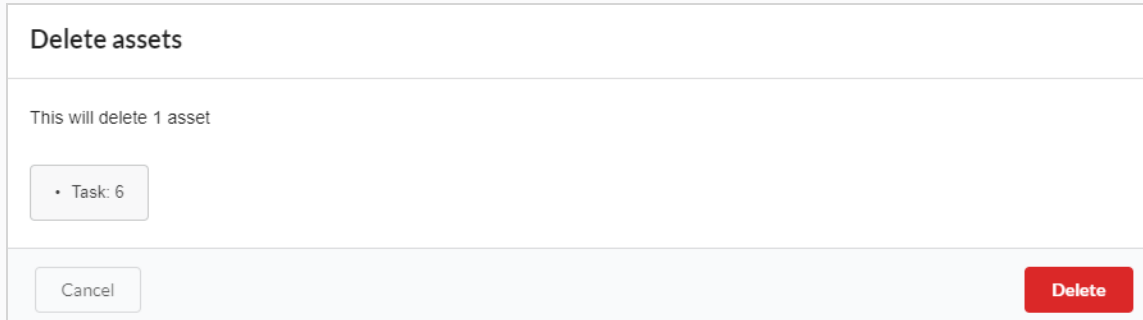 Delete assets
This will delete 1 asset
• Task: 6
Cancel
Delete